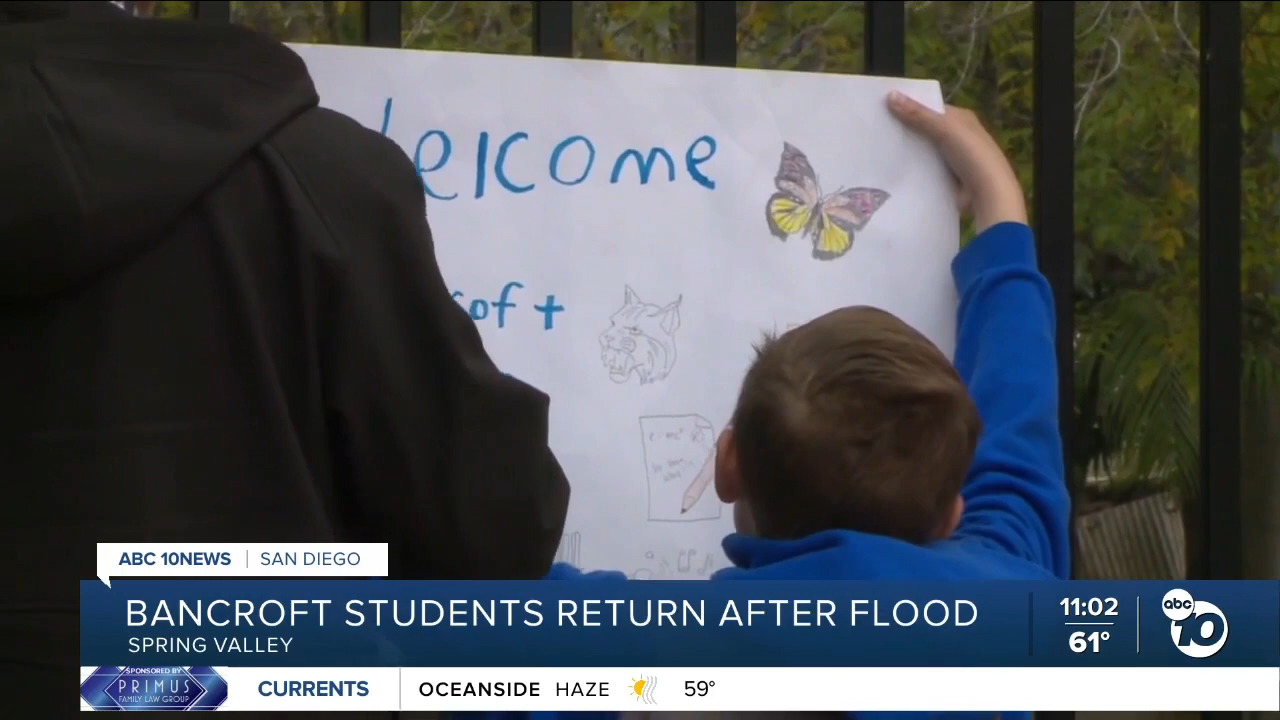 elcome
cof +
ABC 10NEWS | SAN DIEGO
BANCROFT STUDENTS RETURN AFTER FLOOD
SPRING VALLEY
11:02
61°
abc
10
SPONSORED BY
PRIMUS
FAMILY LAW GROUP
CURRENTS
OCEANSIDE HAZE 59°